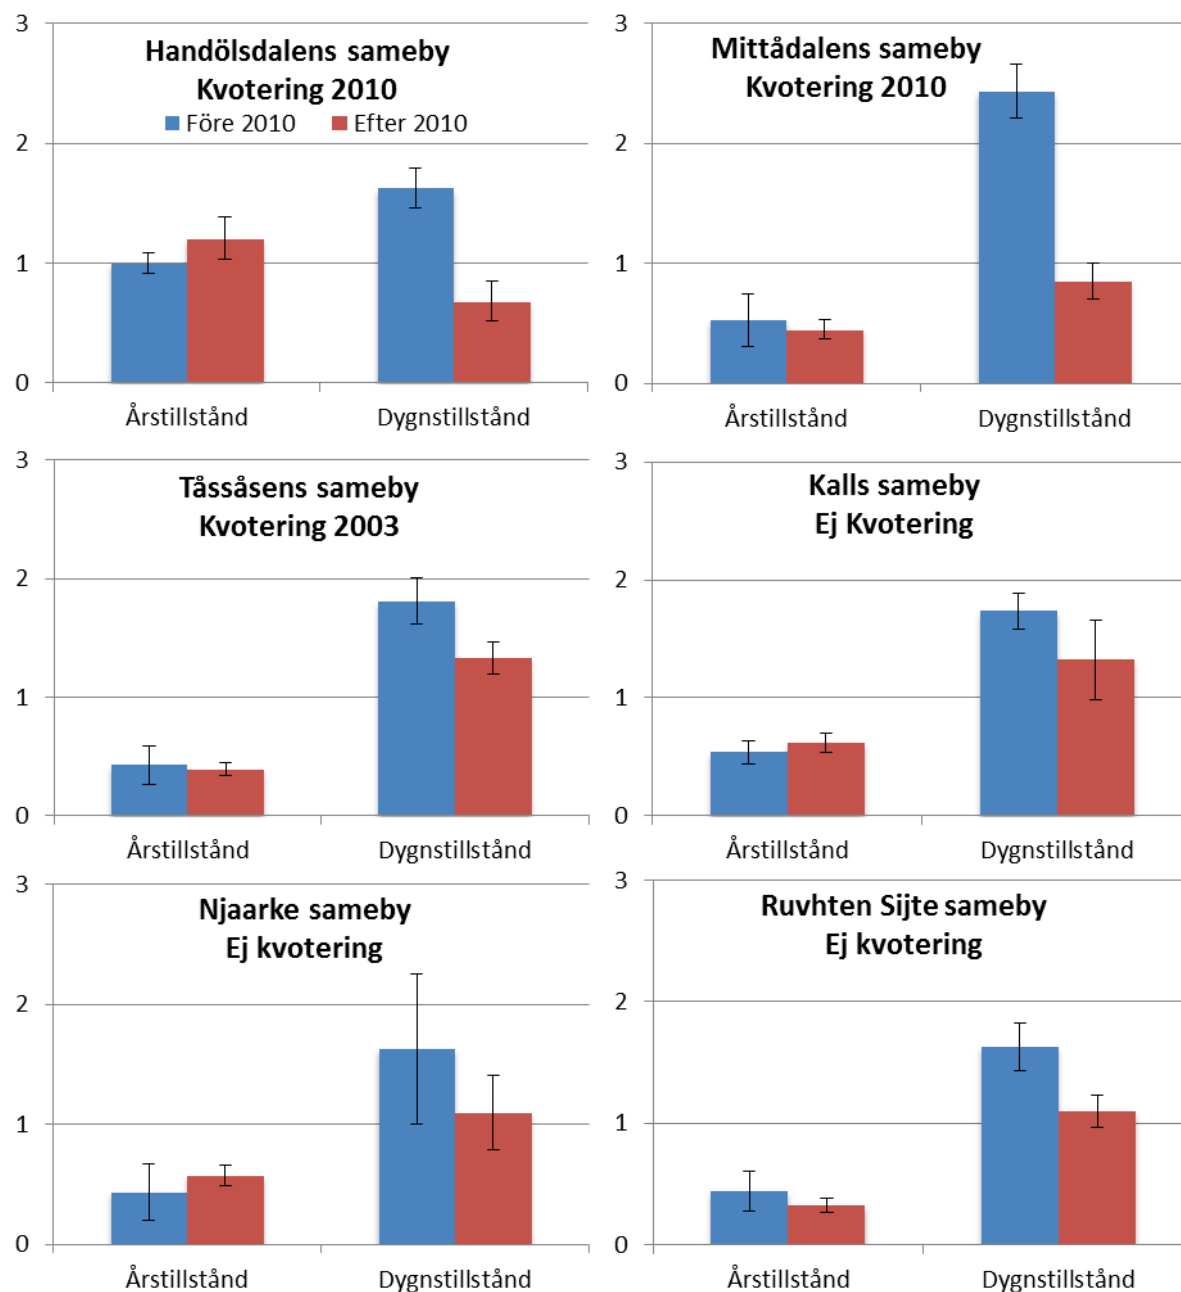 3
Handölsdalens sameby
Kvotering 2010
Före 2010 Efter 2010
2
1
0
Årstillstånd Dygnstillstånd
3
Mittådalens sameby
Kvotering 2010
2
1
0
Årstillstånd Dygnstillstånd
3
Tåssåsens sameby
Kvotering 2003
2
1
0
Årstillstånd Dygnstillstånd
3
Kalls sameby
Ej Kvotering
2
1
0
Årstillstånd Dygnstillstånd
3
Njaarke sameby
Ej kvotering
2
1
0
Årstillstånd Dygnstillstånd
3
Ruvhten Sijte sameby
Ej kvotering
2
1
0
Årstillstånd Dygnstillstånd